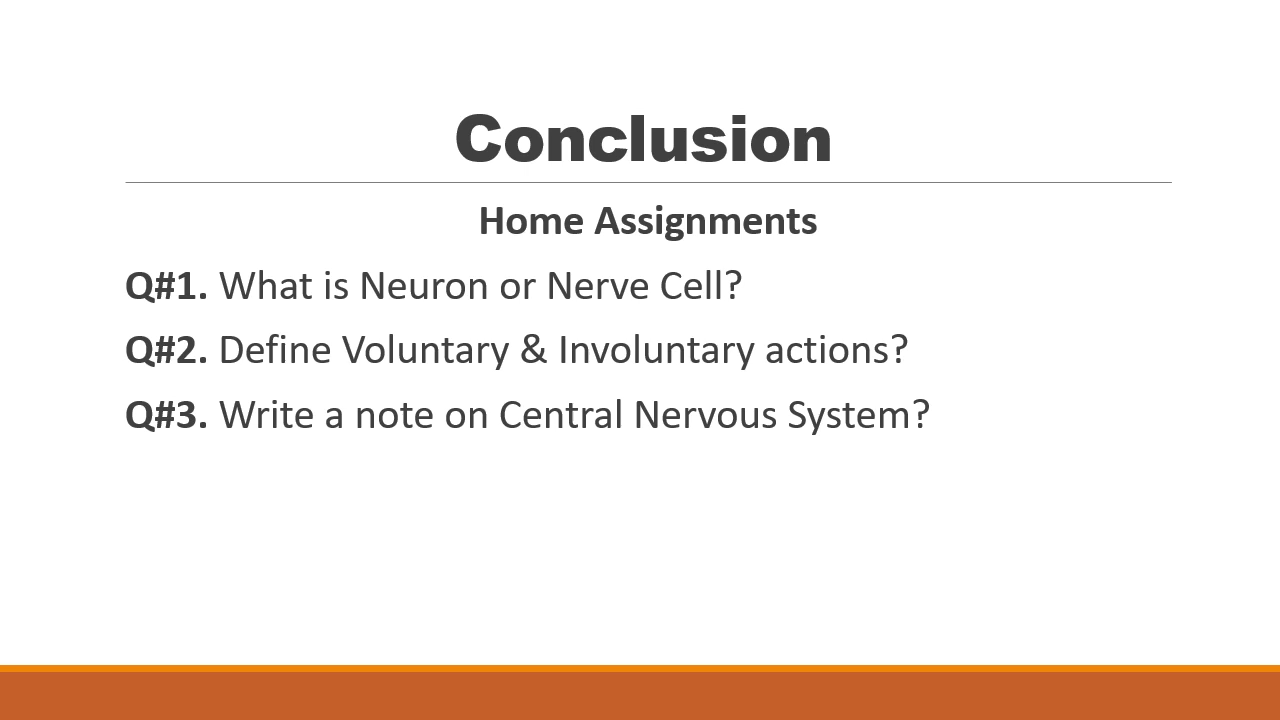 Conclusion
Home Assignments
Q#1. What is Neuron or Nerve Cell?
Q#2. Define Voluntary & Involuntary actions?
Q#3. Write a note on Central Nervous System?